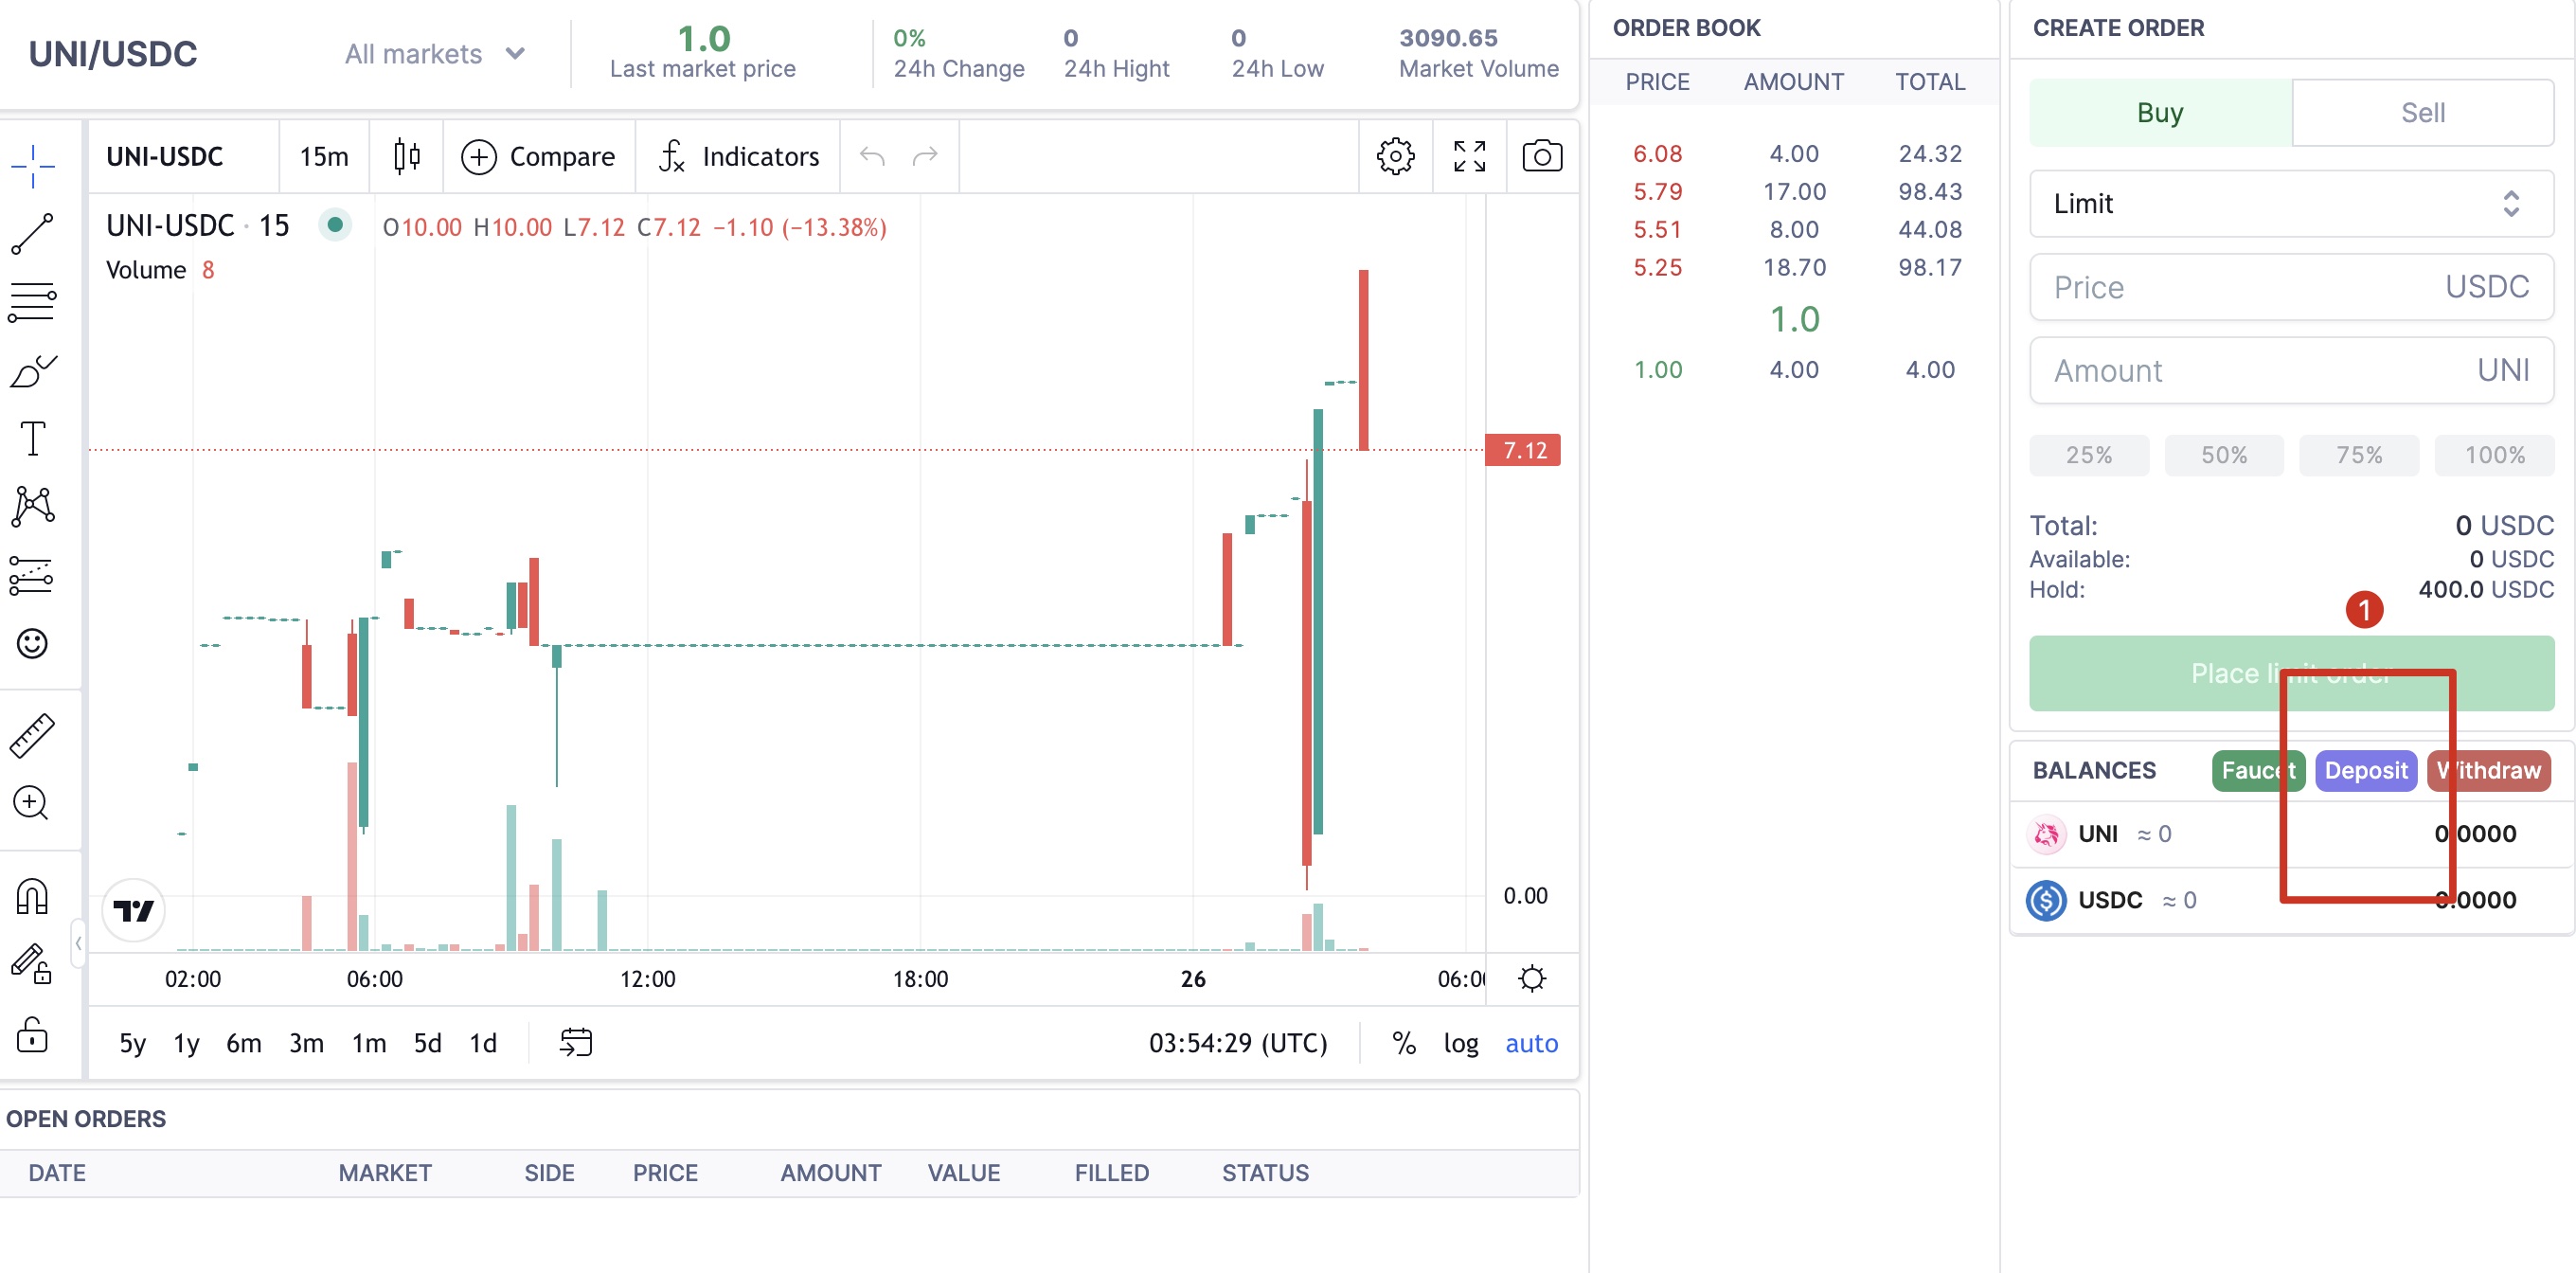 UNI/USDC
All markets
1.0
Last market price
0%
24h Change
0
24h Hight
0
24h Low
3090.65
Market Volume
UNI-USDC
15m
Compare
Indicators
UNI-USDC · 15
O10.00 H10.00 L7.12 C7.12 −1.10 (−13.38%)
Volume 8
7.12
0.00
02:00 06:00 12:00 18:00 26 06:00
5y 1y 6m 3m 1m 5d 1d
03:54:29 (UTC)
% log auto
OPEN ORDERS
DATE MARKET SIDE PRICE AMOUNT VALUE FILLED STATUS
ORDER BOOK
PRICE AMOUNT TOTAL
6.08 4.00 24.32
5.79 17.00 98.43
5.51 8.00 44.08
5.25 18.70 98.17
1.0
1.00 4.00 4.00
CREATE ORDER
Buy Sell
Limit
Price USDC
Amount UNI
25% 50% 75% 100%
Total: 0 USDC
Available: 0 USDC
Hold: 400.0 USDC
1
Place limit order
BALANCES Faucet Deposit Withdraw
UNI ≈ 0 0.0000
USDC ≈ 0 0.0000